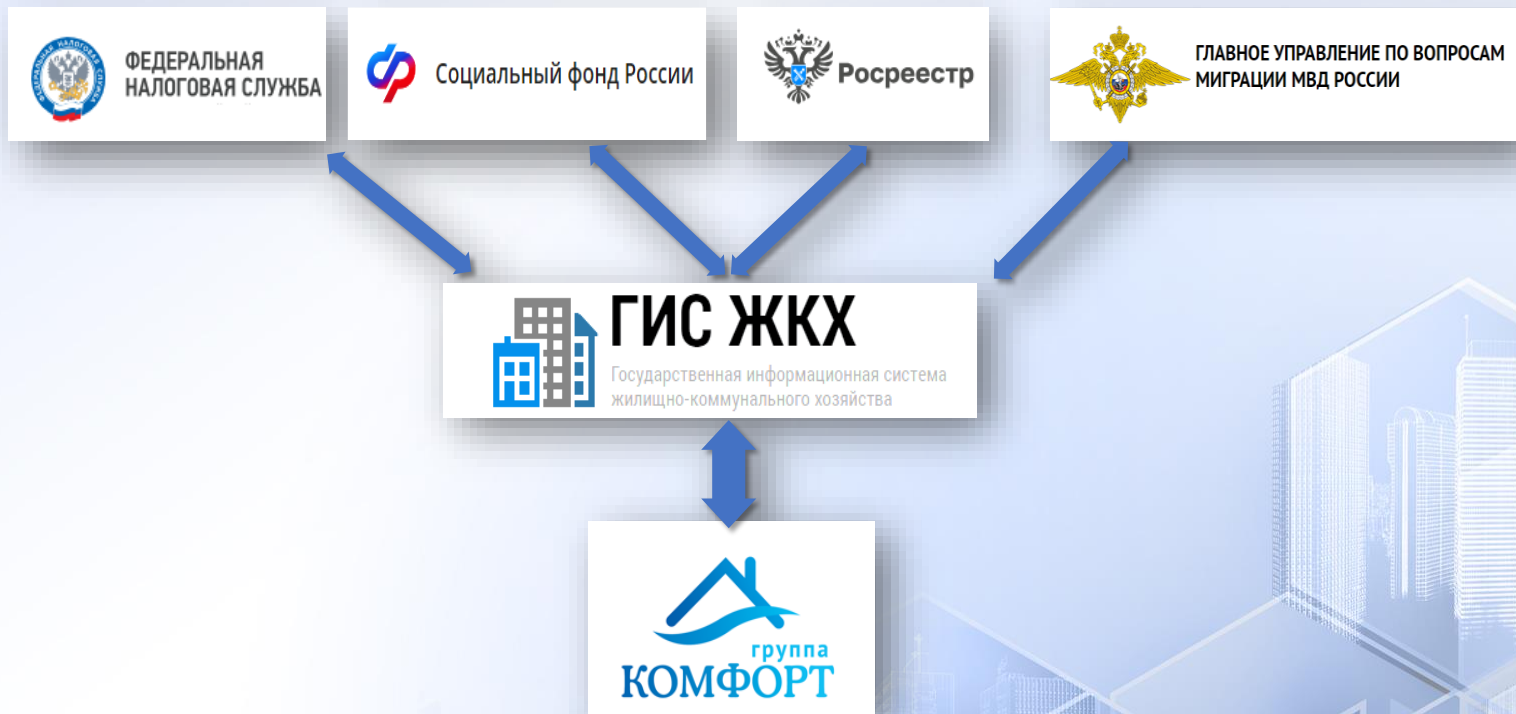 ФЕДЕРАЛЬНАЯ
НАЛОГОВАЯ СЛУЖБА
Социальный фонд России
Росреестр
ГЛАВНОЕ УПРАВЛЕНИЕ ПО ВОПРОСАМ
МИГРАЦИИ МВД РОССИИ
ГИС ЖКХ
Государственная информационная система
жилищно-коммунального хозяйства
группа
КОМФОРТ